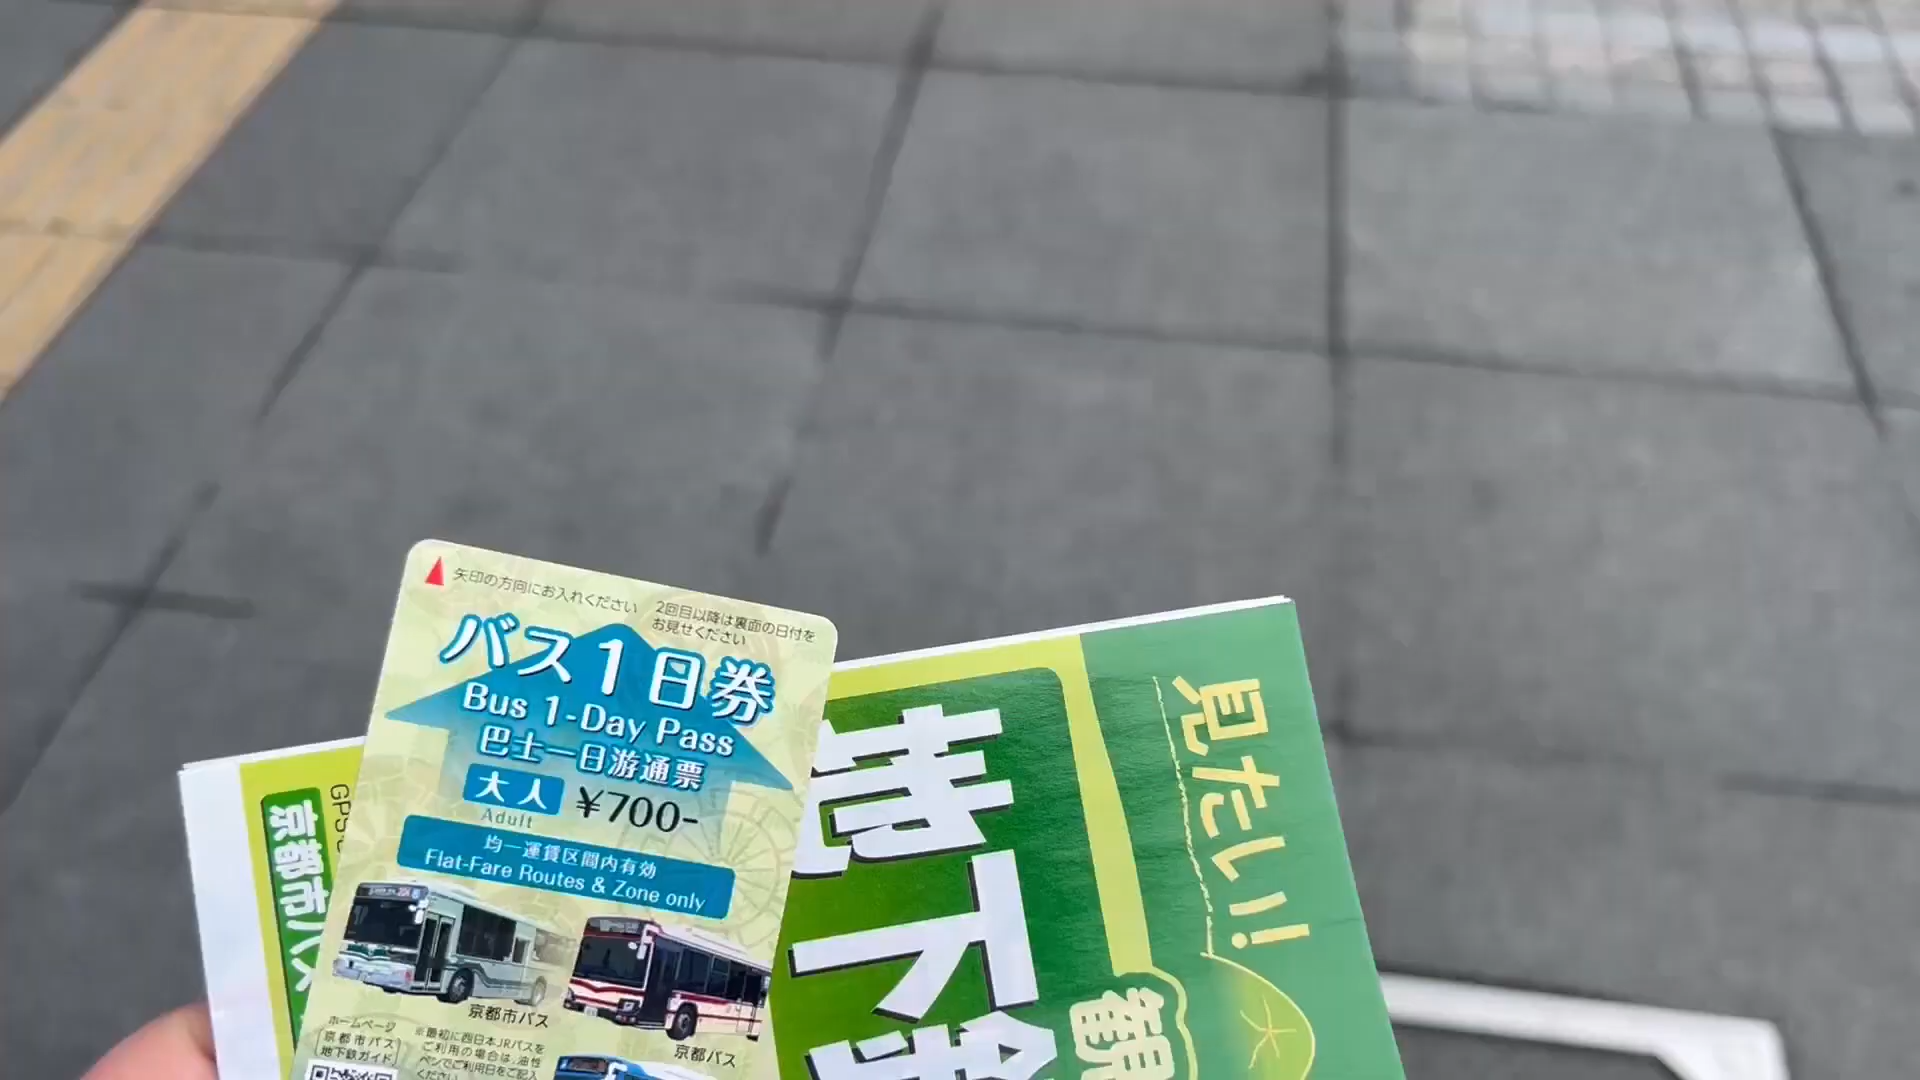 矢印の方向にお入れください
2回目以降は裏面の日付を
お見せください
バス1日券
Bus 1-Day Pass
巴士一日游通票
大人 ¥700-
Adult
均一運賃区間内有効
Flat-Fare Routes & Zone only
京都市バス
京都バス
ホームページ
京都市バス
地下鉄ガイド
※最初に西日本JRバスを
ご利用の場合は、油性
ペンでご利用日をご記入
ください
京都市バス
見たい!
観